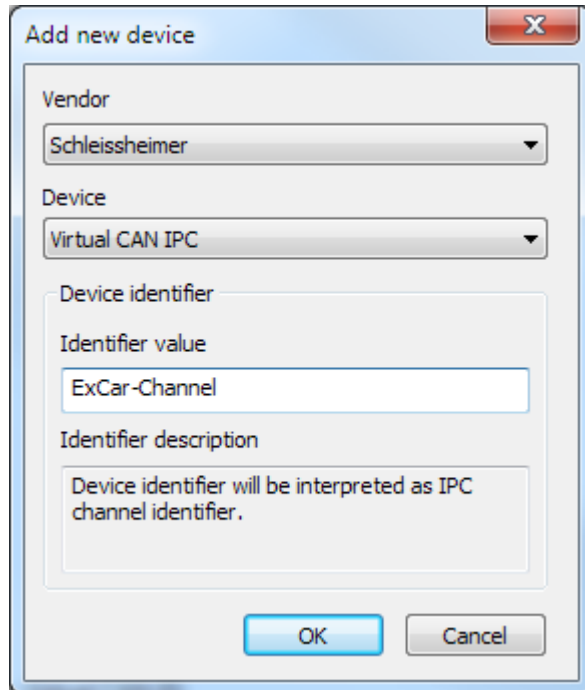 Add new device
Vendor
Schleissheimer
Device
Virtual CAN IPC
Device identifier
Identifier value
ExCar-Channel
Identifier description
Device identifier will be interpreted as IPC
channel identifier.
OK
Cancel